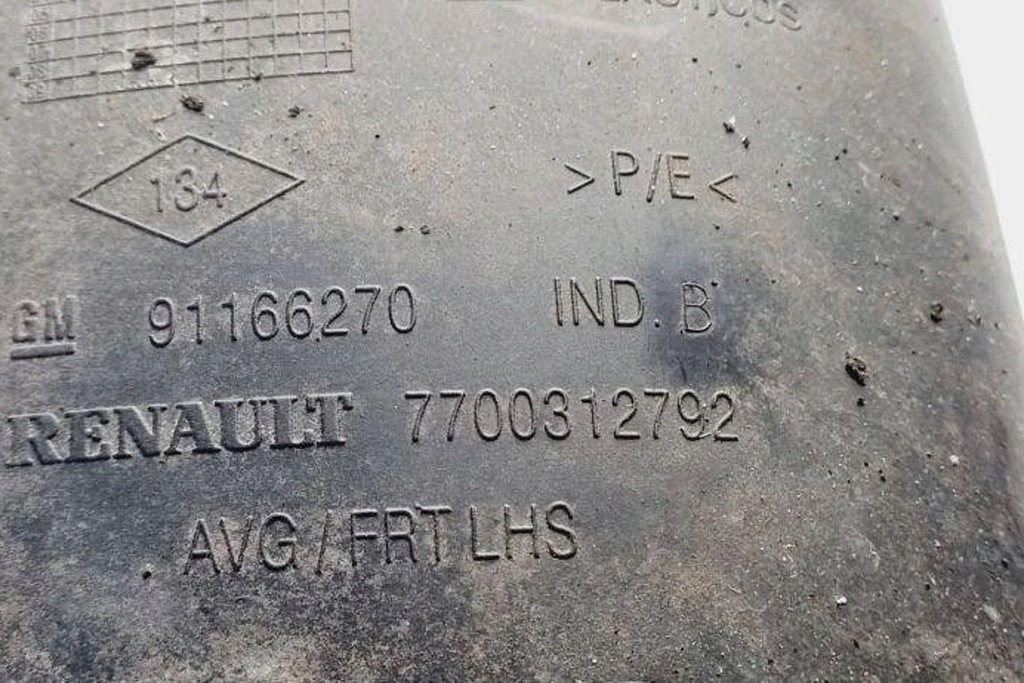 134
>P/E<
GM 91166270 IND. B
RENAULT 7700312792
AVG/FRT LHS